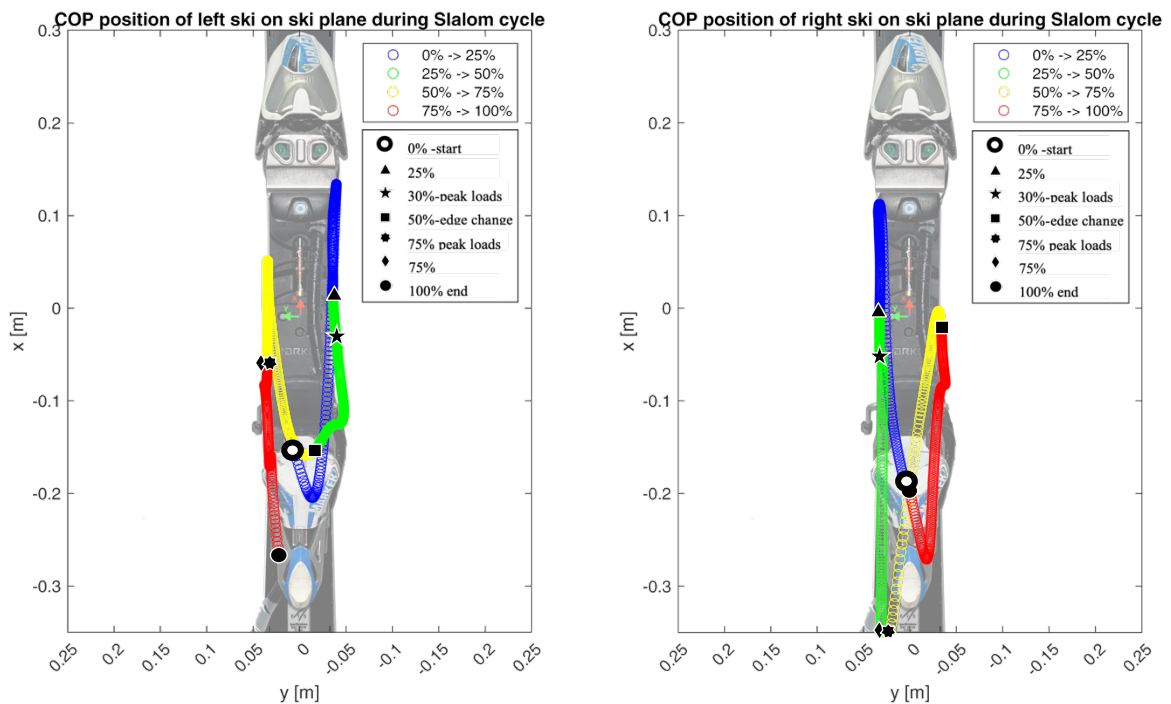 COP position of left ski on ski plane during Slalom cycle
0.3
0.2
0.1
0
-0.1
-0.2
-0.3
x [m]
0.25
0.2
0.15
0.1
0.05
0
-0.05
-0.1
-0.15
-0.2
0.25
y [m]
0% -> 25%
25% -> 50%
50% -> 75%
75% -> 100%
0% -start
25%
30%-peak loads
50%-edge change
75% peak loads
75%
100% end
COP position of right ski on ski plane during Slalom cycle
0.3
0.2
0.1
0
-0.1
-0.2
-0.3
x [m]
0.25
0.2
0.15
0.1
0.05
0
-0.05
-0.1
-0.15
-0.2
0.25
y [m]
0% -> 25%
25% -> 50%
50% -> 75%
75% -> 100%
0% -start
25%
30%-peak loads
50%-edge change
75% peak loads
75%
100% end